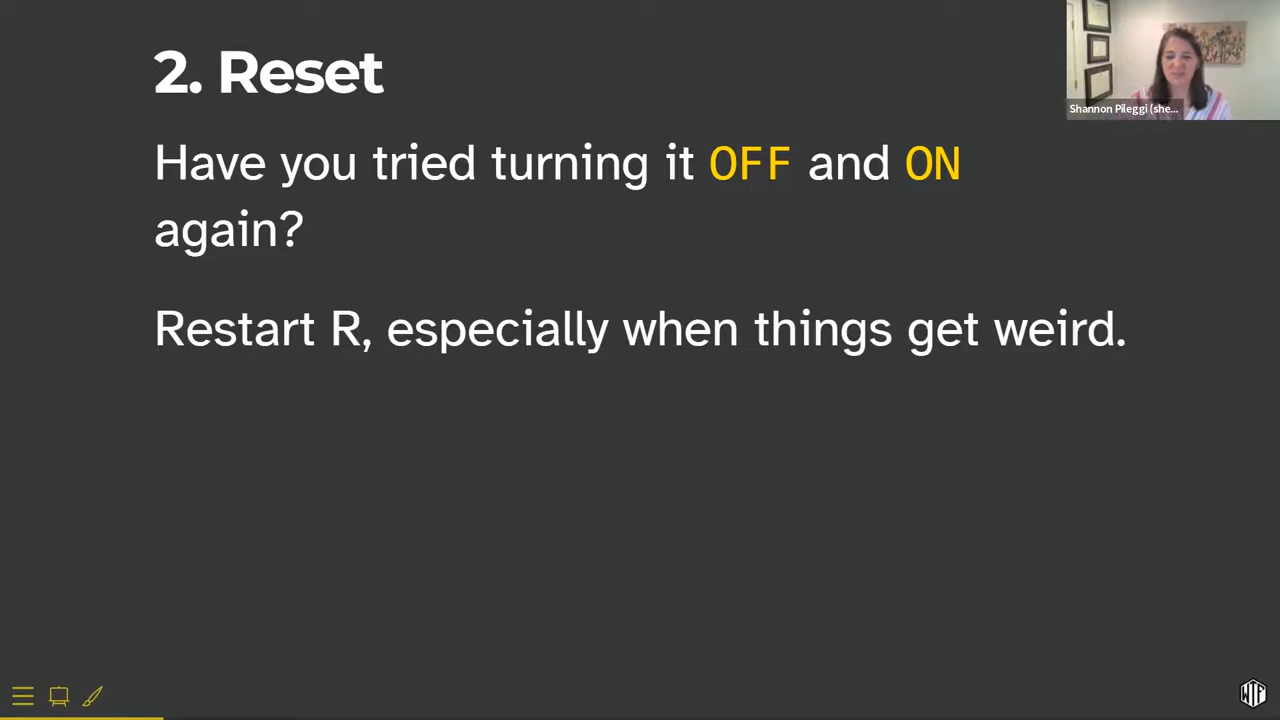 2. Reset
Shannon Pileggi (she...
Have you tried turning it OFF and ON
again?
Restart R, especially when things get weird.
WTF